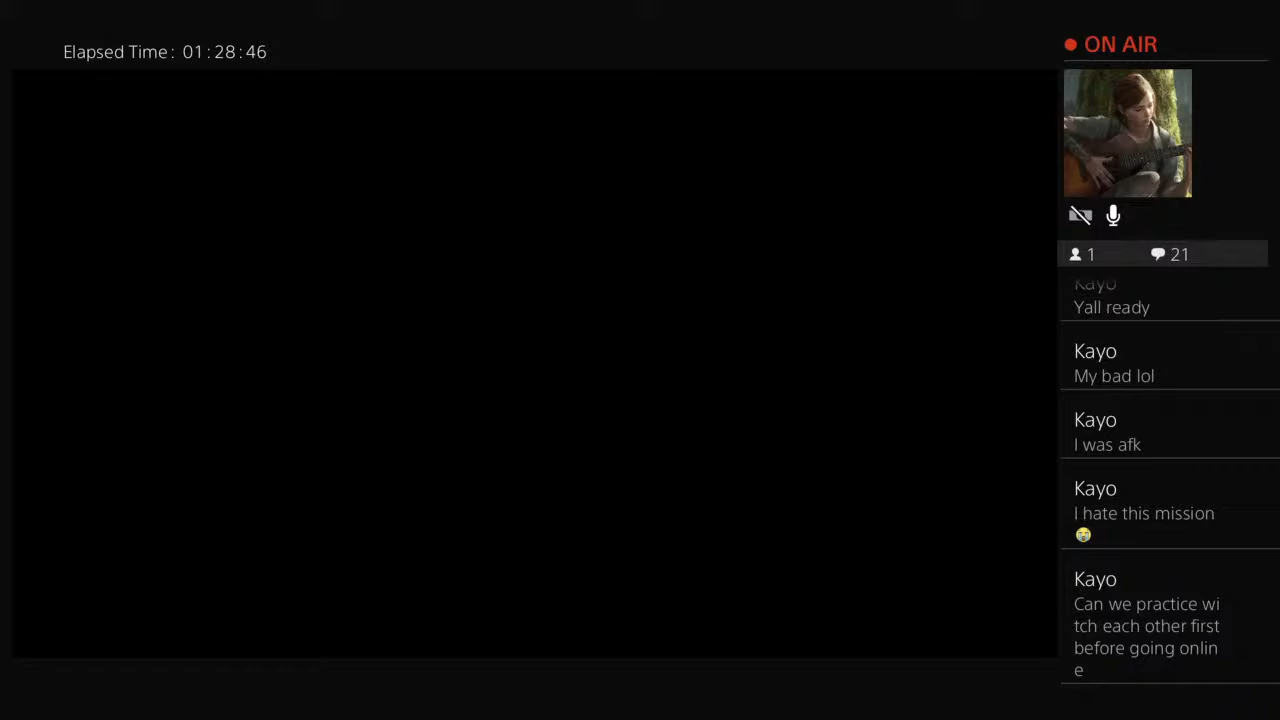 Elapsed Time: 01:28:46
ON AIR
1 21
Kayo
Yall ready
Kayo
My bad lol
Kayo
I was afk
Kayo
I hate this mission
😭
Kayo
Can we practice wi
tch each other first
before going onlin
e